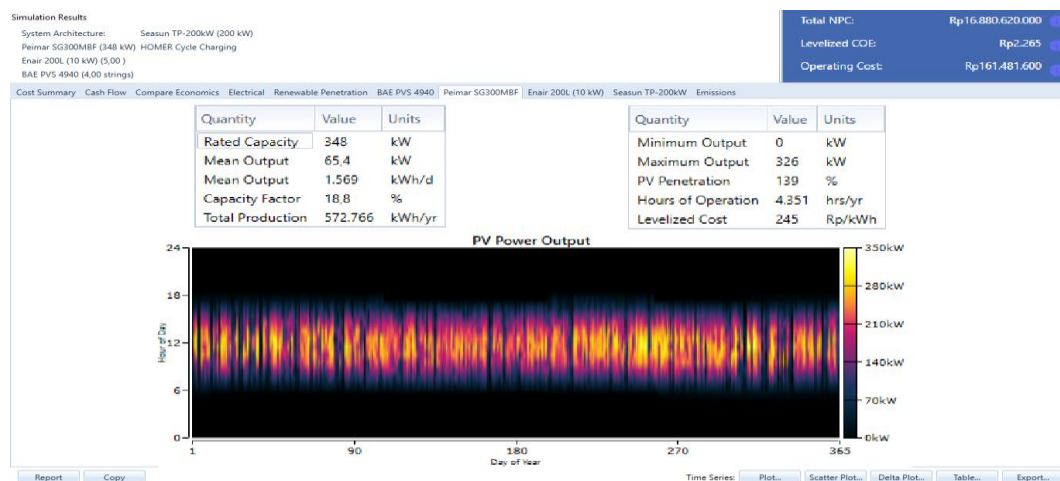 Simulation Results
System Architecture: Seasun TP-200kW (200 kW)
Peimar SG300MBF (348 kW) HOMER Cycle Charging
Enair 200L (10 kW) (5,00 )
BAE PVS 4940 (4,00 strings)
Total NPC: Rp16.880.620.000
Levelized COE: Rp2.265
Operating Cost: Rp161.481.600
Cost Summary Cash Flow Compare Economics Electrical Renewable Penetration BAE PVS 4940 Peimar SG300MBF Enair 200L (10 kW) Seasun TP-200kW Emissions
Quantity Value Units
Rated Capacity 348 kW
Mean Output 65,4 kW
Mean Output 1.569 kWh/d
Capacity Factor 18,8 %
Total Production 572.766 kWh/yr
Quantity Value Units
Minimum Output 0 kW
Maximum Output 326 kW
PV Penetration 139 %
Hours of Operation 4.351 hrs/yr
Levelized Cost 245 Rp/kWh
PV Power Output
Hour of Day
24
18
12
6
0
1 90 180 270 365
Day of Year
350kW
280kW
210kW
140kW
70kW
0kW
Report Copy Time Series: Plot... Scatter Plot... Delta Plot... Table... Export...